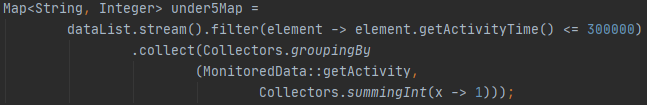 Map<String, Integer> under5Map =
dataList.stream().filter(element -> element.getActivityTime() <= 300000)
.collect(Collectors.groupingBy
(MonitoredData::getActivity,
Collectors.summingInt(x -> 1)));